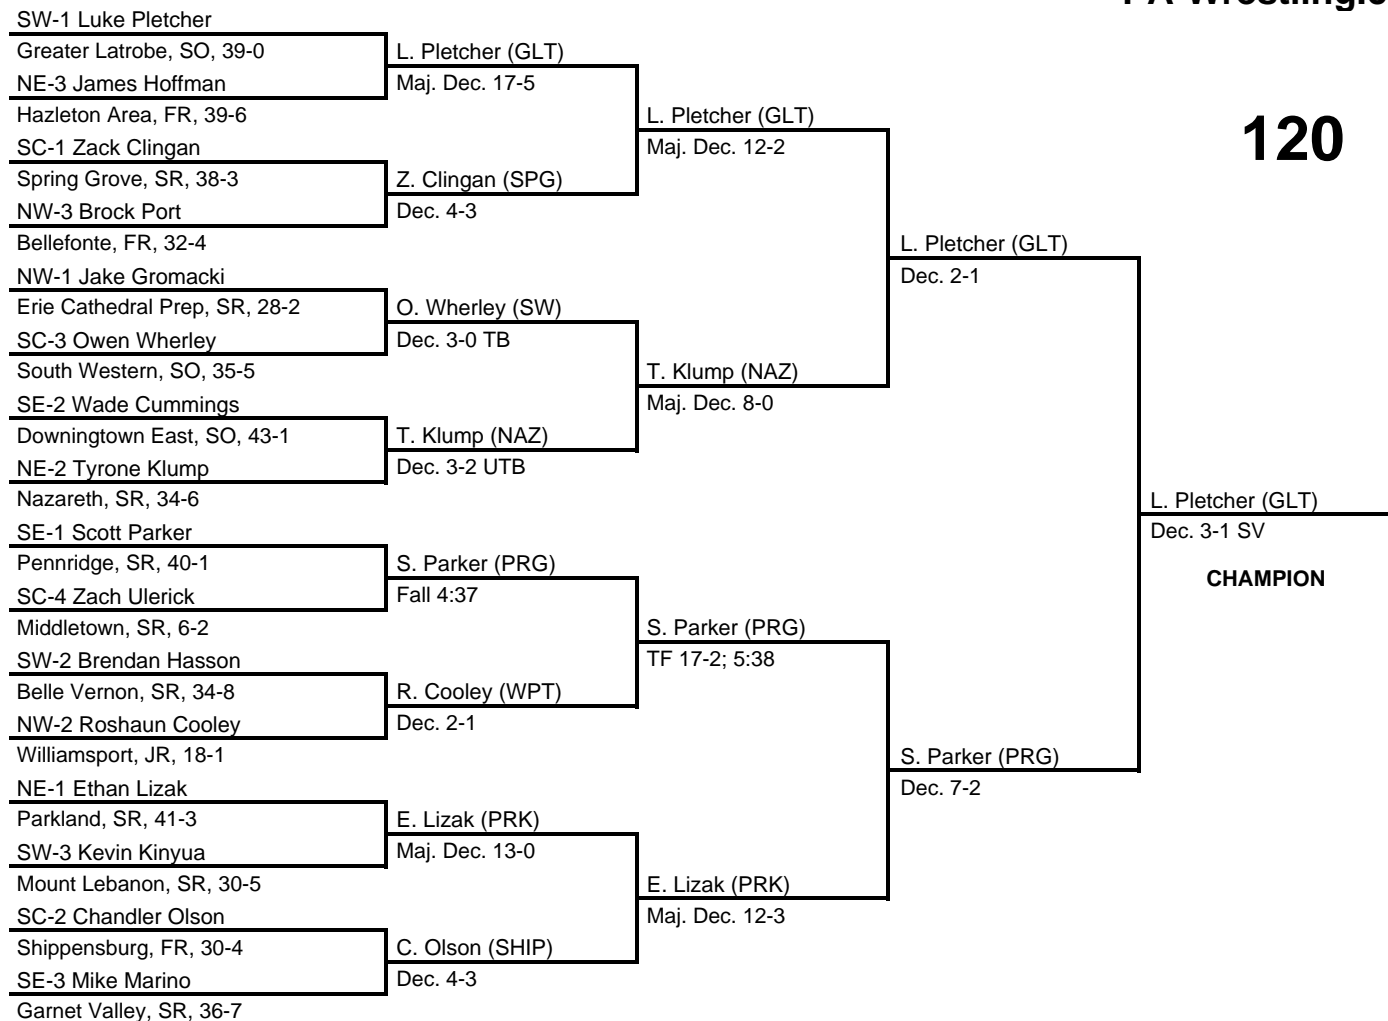 SW-1 Luke Pletcher
Greater Latrobe, SO, 39-0
NE-3 James Hoffman
Hazleton Area, FR, 39-6
SC-1 Zack Clingan
Spring Grove, SR, 38-3
NW-3 Brock Port
Bellefonte, FR, 32-4
NW-1 Jake Gromacki
Erie Cathedral Prep, SR, 28-2
SC-3 Owen Wherley
South Western, SO, 35-5
SE-2 Wade Cummings
Downingtown East, SO, 43-1
NE-2 Tyrone Klump
Nazareth, SR, 34-6
SE-1 Scott Parker
Pennridge, SR, 40-1
SC-4 Zach Ulerick
Middletown, SR, 6-2
SW-2 Brendan Hasson
Belle Vernon, SR, 34-8
NW-2 Roshaun Cooley
Williamsport, JR, 18-1
NE-1 Ethan Lizak
Parkland, SR, 41-3
SW-3 Kevin Kinyua
Mount Lebanon, SR, 30-5
SC-2 Chandler Olson
Shippensburg, FR, 30-4
SE-3 Mike Marino
Garnet Valley, SR, 36-7
L. Pletcher (GLT)
Maj. Dec. 17-5
Z. Clingan (SPG)
Dec. 4-3
O. Wherley (SW)
Dec. 3-0 TB
T. Klump (NAZ)
Dec. 3-2 UTB
S. Parker (PRG)
Fall 4:37
R. Cooley (WPT)
Dec. 2-1
E. Lizak (PRK)
Maj. Dec. 13-0
C. Olson (SHIP)
Dec. 4-3
L. Pletcher (GLT)
Maj. Dec. 12-2
T. Klump (NAZ)
Maj. Dec. 8-0
S. Parker (PRG)
TF 17-2; 5:38
E. Lizak (PRK)
Maj. Dec. 12-3
L. Pletcher (GLT)
Dec. 2-1
S. Parker (PRG)
Dec. 7-2
120
L. Pletcher (GLT)
Dec. 3-1 SV
CHAMPION